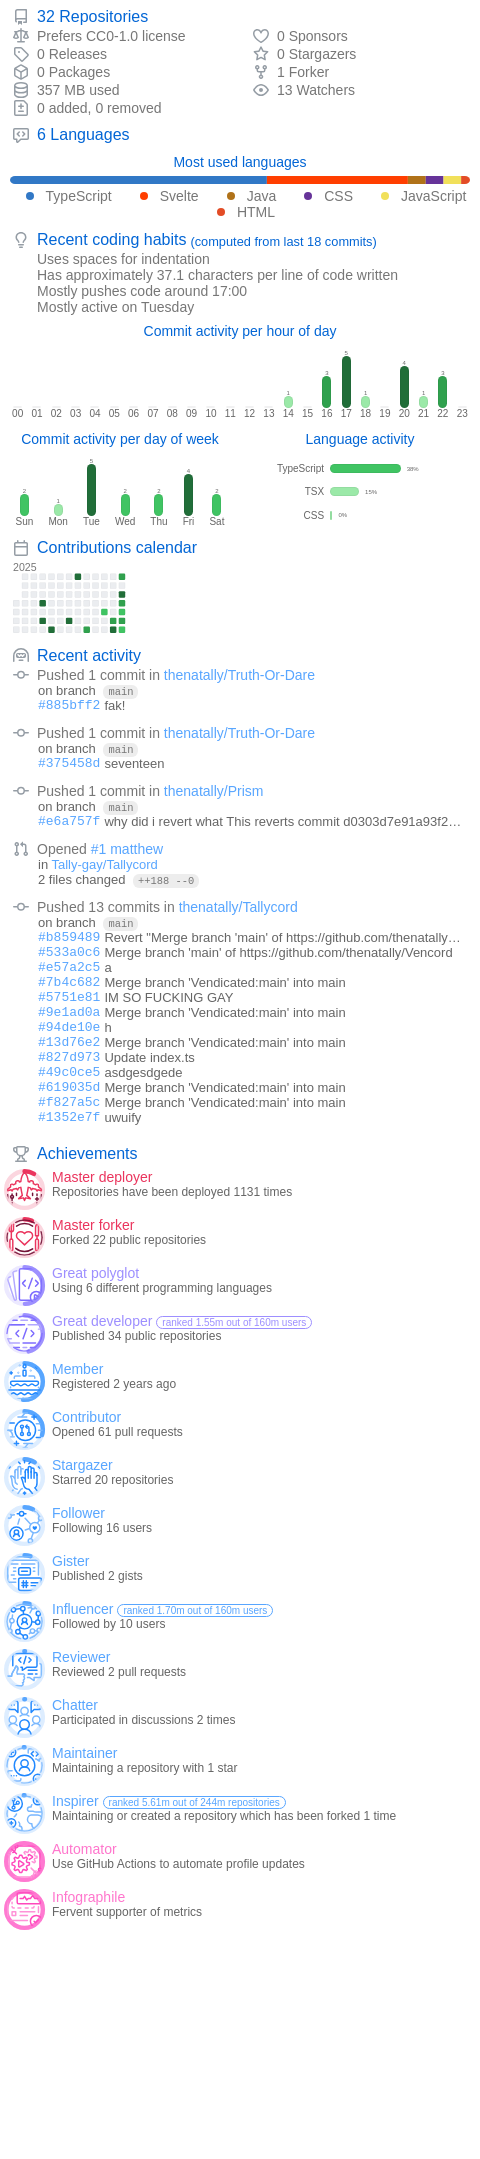 32 Repositories
Prefers CC0-1.0 license
0 Sponsors
0 Releases
0 Stargazers
0 Packages
1 Forker
357 MB used
13 Watchers
0 added, 0 removed
6 Languages
Most used languages
TypeScript Svelte Java CSS JavaScript
HTML
Recent coding habits (computed from last 18 commits)
Uses spaces for indentation
Has approximately 37.1 characters per line of code written
Mostly pushes code around 17:00
Mostly active on Tuesday
Commit activity per hour of day
1 3 5 1 4 1 3
00 01 02 03 04 05 06 07 08 09 10 11 12 13 14 15 16 17 18 19 20 21 22 23
Commit activity per day of week
2 1 5 2 2 4 2
Sun Mon Tue Wed Thu Fri Sat
Language activity
TypeScript 38%
TSX 15%
CSS 0%
Contributions calendar
2025
Recent activity
Pushed 1 commit in thenatally/Truth-Or-Dare
on branch main
#885bff2 fak!
Pushed 1 commit in thenatally/Truth-Or-Dare
on branch main
#375458d seventeen
Pushed 1 commit in thenatally/Prism
on branch main
#e6a757f why did i revert what This reverts commit d0303d7e91a93f2…
Opened #1 matthew
in Tally-gay/Tallycord
2 files changed ++188 --0
Pushed 13 commits in thenatally/Tallycord
on branch main
#b859489 Revert "Merge branch 'main' of https://github.com/thenatally…
#533a0c6 Merge branch 'main' of https://github.com/thenatally/Vencord
#e57a2c5 a
#7b4c682 Merge branch 'Vendicated:main' into main
#5751e81 IM SO FUCKING GAY
#9e1ad0a Merge branch 'Vendicated:main' into main
#94de10e h
#13d76e2 Merge branch 'Vendicated:main' into main
#827d973 Update index.ts
#49c0ce5 asdgesdgede
#619035d Merge branch 'Vendicated:main' into main
#f827a5c Merge branch 'Vendicated:main' into main
#1352e7f uwuify
Achievements
Master deployer
Repositories have been deployed 1131 times
Master forker
Forked 22 public repositories
Great polyglot
Using 6 different programming languages
Great developer ranked 1.55m out of 160m users
Published 34 public repositories
Member
Registered 2 years ago
Contributor
Opened 61 pull requests
Stargazer
Starred 20 repositories
Follower
Following 16 users
Gister
Published 2 gists
Influencer ranked 1.70m out of 160m users
Followed by 10 users
Reviewer
Reviewed 2 pull requests
Chatter
Participated in discussions 2 times
Maintainer
Maintaining a repository with 1 star
Inspirer ranked 5.61m out of 244m repositories
Maintaining or created a repository which has been forked 1 time
Automator
Use GitHub Actions to automate profile updates
Infographile
Fervent supporter of metrics